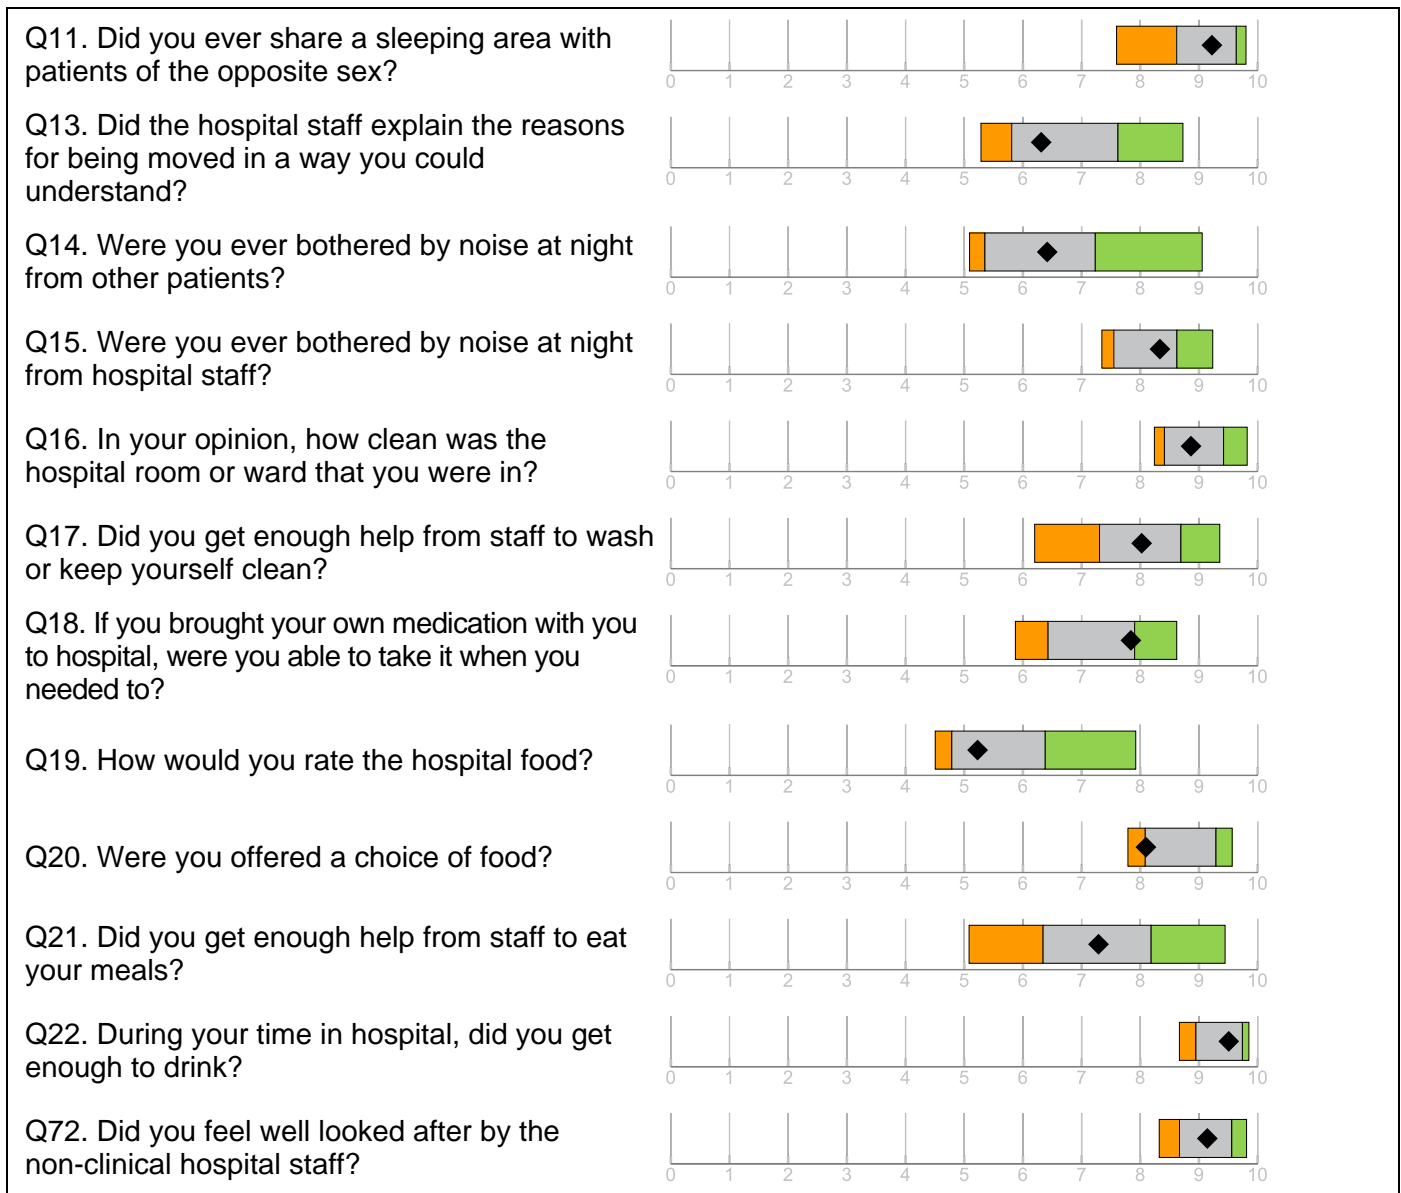 Q11. Did you ever share a sleeping area with
patients of the opposite sex?
0 1 2 3 4 5 6 7 8 9 10
Q13. Did the hospital staff explain the reasons
for being moved in a way you could
understand?
0 1 2 3 4 5 6 7 8 9 10
Q14. Were you ever bothered by noise at night
from other patients?
0 1 2 3 4 5 6 7 8 9 10
Q15. Were you ever bothered by noise at night
from hospital staff?
0 1 2 3 4 5 6 7 8 9 10
Q16. In your opinion, how clean was the
hospital room or ward that you were in?
0 1 2 3 4 5 6 7 8 9 10
Q17. Did you get enough help from staff to wash
or keep yourself clean?
0 1 2 3 4 5 6 7 8 9 10
Q18. If you brought your own medication with you
to hospital, were you able to take it when you
needed to?
0 1 2 3 4 5 6 7 8 9 10
Q19. How would you rate the hospital food?
0 1 2 3 4 5 6 7 8 9 10
Q20. Were you offered a choice of food?
0 1 2 3 4 5 6 7 8 9 10
Q21. Did you get enough help from staff to eat
your meals?
0 1 2 3 4 5 6 7 8 9 10
Q22. During your time in hospital, did you get
enough to drink?
0 1 2 3 4 5 6 7 8 9 10
Q72. Did you feel well looked after by the
non-clinical hospital staff?
0 1 2 3 4 5 6 7 8 9 10